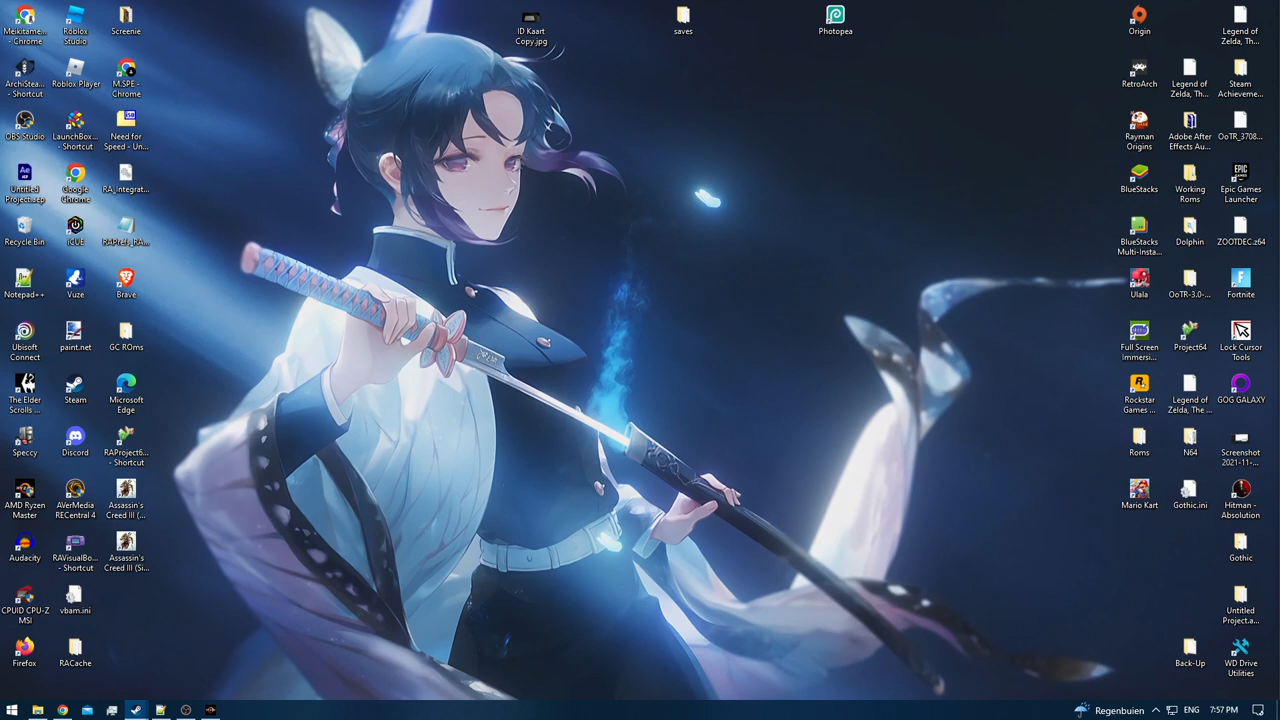 Meikitame...
- Chrome
Roblox
Studio
Screenie
ID Kaart
Copy.jpg
saves
Photopea
Origin
Legend of
Zelda, Th...
ArchiStea...
- Shortcut
Roblox Player
M.SPE -
Chrome
RetroArch
Legend of
Zelda, Th...
Steam
Achieveme...
OBS Studio
LaunchBox...
- Shortcut
Need for
Speed - Un...
Rayman
Origins
Adobe After
Effects Au...
OoTR_3708...
Untitled
Project.aep
Google
Chrome
RA_integrat...
BlueStacks
Working
Roms
Epic Games
Launcher
Recycle Bin
iCUE
RAPrefs_RA...
BlueStacks
Multi-Insta...
Dolphin
ZOOTDEC.z64
Notepad++
Vuze
Brave
Ulala
OoTR-3.0-...
Fortnite
Ubisoft
Connect
paint.net
GC ROms
Full Screen
Immersi...
Project64
Lock Cursor
Tools
The Elder
Scrolls ...
Steam
Microsoft
Edge
Rockstar
Games ...
Legend of
Zelda, The ...
GOG GALAXY
Speccy
Discord
RAProject6...
- Shortcut
Roms
N64
Screenshot
2021-11-...
AMD Ryzen
Master
AVerMedia
RECentral 4
Assassin's
Creed III (...
Mario Kart
Gothic.ini
Hitman -
Absolution
Audacity
RAVisualBo...
- Shortcut
Assassin's
Creed III (Si...
Gothic
CPUID CPU-Z
MSI
vbam.ini
Untitled
Project.a...
Firefox
RACache
Back-Up
WD Drive
Utilities
Regenbuien
ENG
7:57 PM